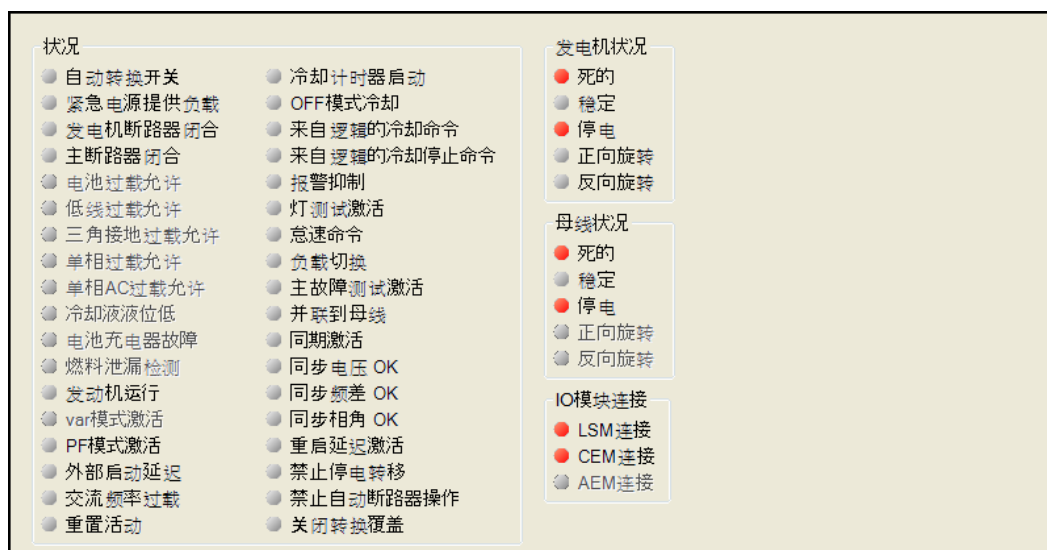 状况
自动转换开关
紧急电源提供负载
发电机断路器闭合
主断路器闭合
电池过载允许
低线过载允许
三角接地过载允许
单相过载允许
单相AC过载允许
冷却液液位低
电池充电器故障
燃料泄漏检测
发动机运行
var模式激活
PF模式激活
外部启动延迟
交流频率过载
重置活动
冷却计时器启动
OFF模式冷却
来自逻辑的冷却命令
来自逻辑的冷却停止命令
报警抑制
灯测试激活
怠速命令
负载切换
主故障测试激活
并联到母线
同期激活
同步电压 OK
同步频差 OK
同步相角 OK
重启延迟激活
禁止停电转移
禁止自动断路器操作
关闭转换覆盖
发电机状况
死的
稳定
停电
正向旋转
反向旋转
母线状况
死的
稳定
停电
正向旋转
反向旋转
IO模块连接
LSM连接
CEM连接
AEM连接